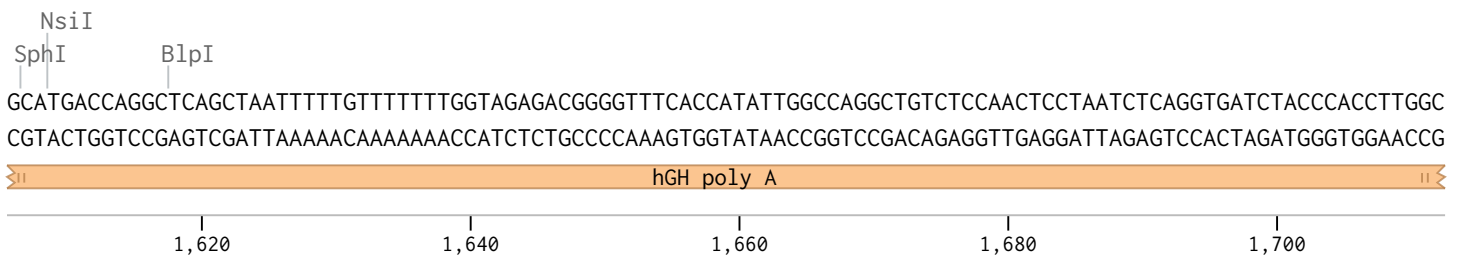 NsiI
SphI
BlpI
GCATGACCAGGCTCAGCTAATTTTTGTTTTTTTGGTAGAGACGGGGTTTCACCATATTGGCCAGGCTGTCTCCAACTCCTAATCTCAGGTGATCTACCCACCTTGGC
CGTACTGGTCCGAGTCGATTAAAAACAAAAAAACCATCTCTGCCCCAAAGTGGTATAACCGGTCCGACAGAGGTTGAGGATTAGAGTCCACTAGATGGGTGGAACCG
hGH poly A
1,620
1,640
1,660
1,680
1,700